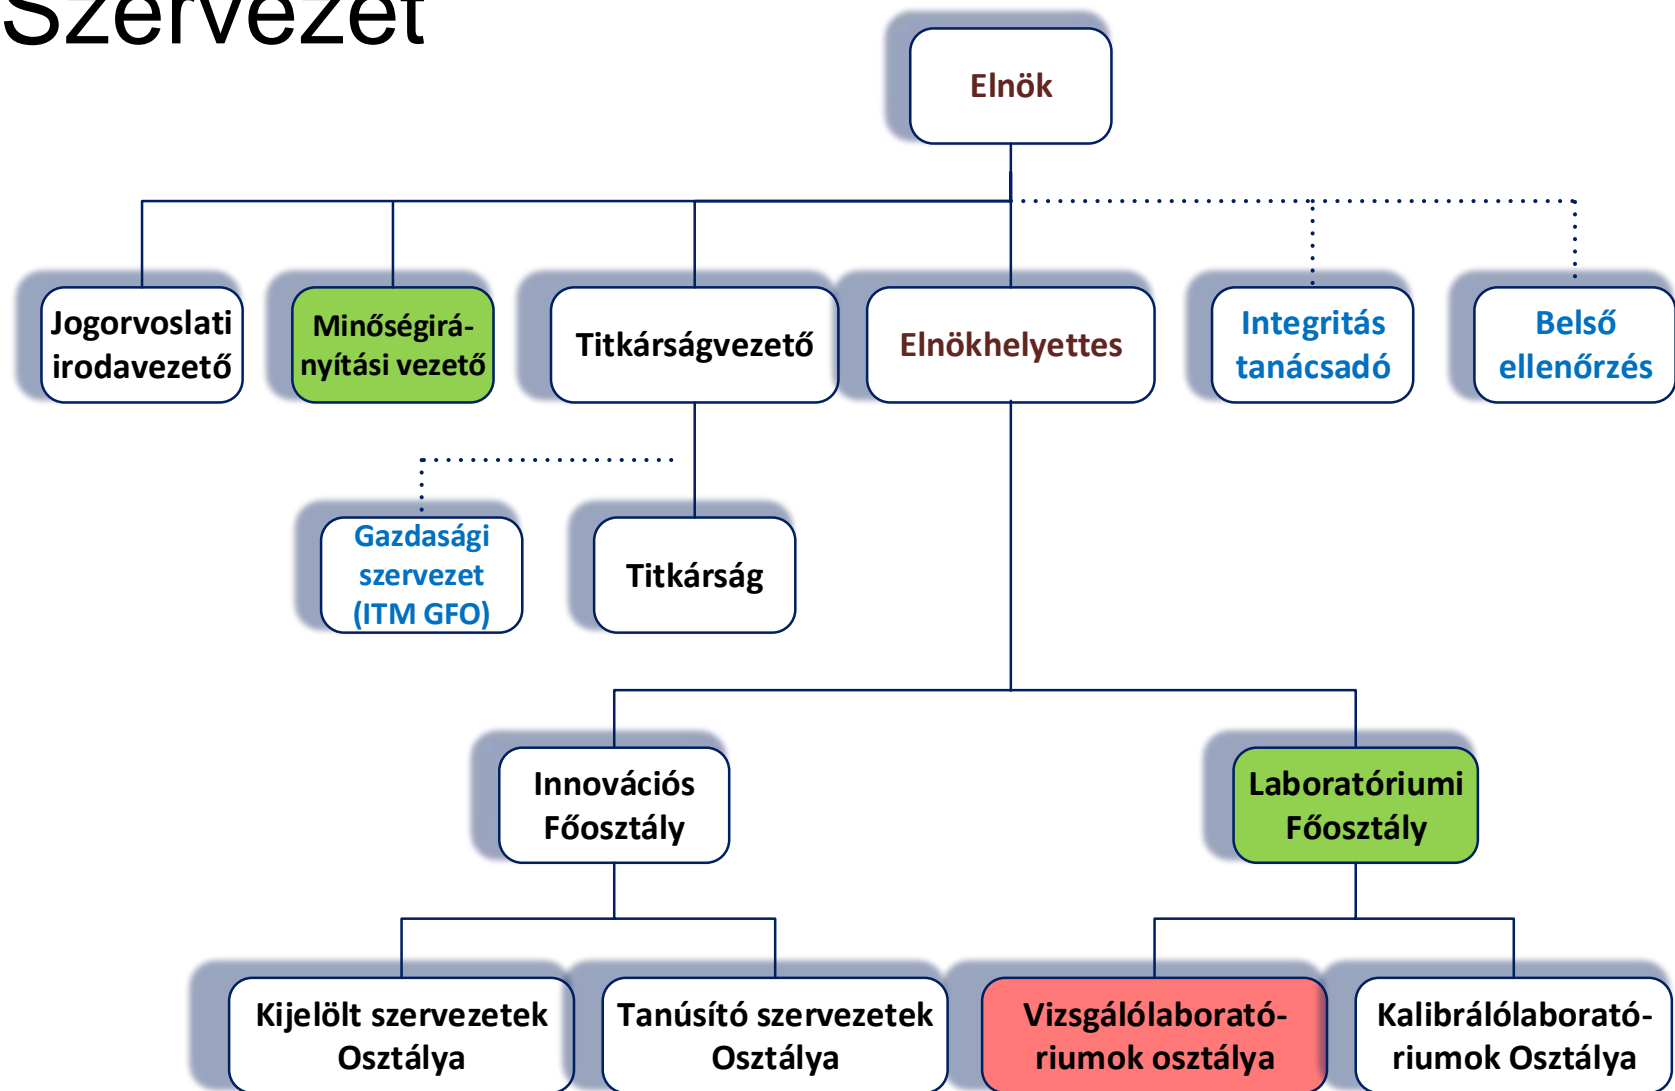 Szervezet
Elnök
Jogorvoslati
irodavezető
Minőségirá-
nyítási vezető
Titkárságvezető
Elnökhelyettes
Integritás
tanácsadó
Belső
ellenőrzés
Gazdasági
szervezet
(ITM GFO)
Titkárság
Innovációs
Főosztály
Laboratóriumi
Főosztály
Kijelölt szervezetek
Osztálya
Tanúsító szervezetek
Osztálya
Vizsgálólaborató-
riumok osztálya
Kalibrálólaborató-
riumok Osztálya